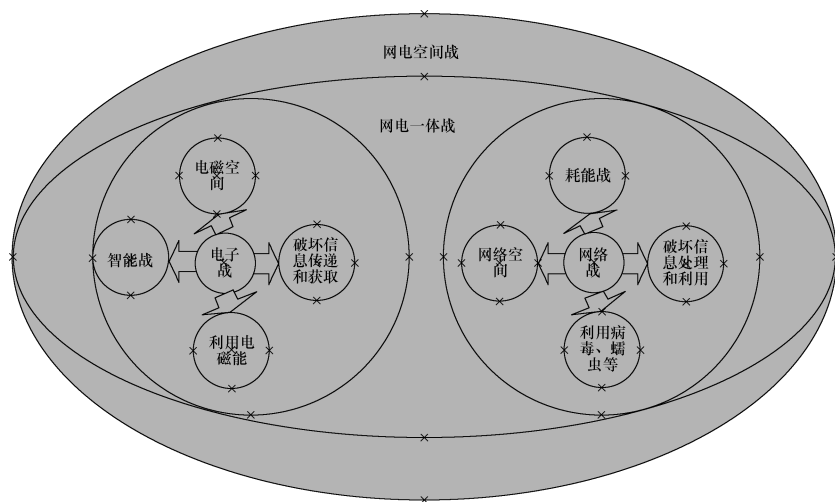 网电空间战
网电一体战
电磁空
间
智能战
电子
战
破坏信
息传递
和获取
利用电
磁能
耗能战
网络空
间
网络
战
破坏信
息处理
和利用
利用病
毒、蠕
虫等